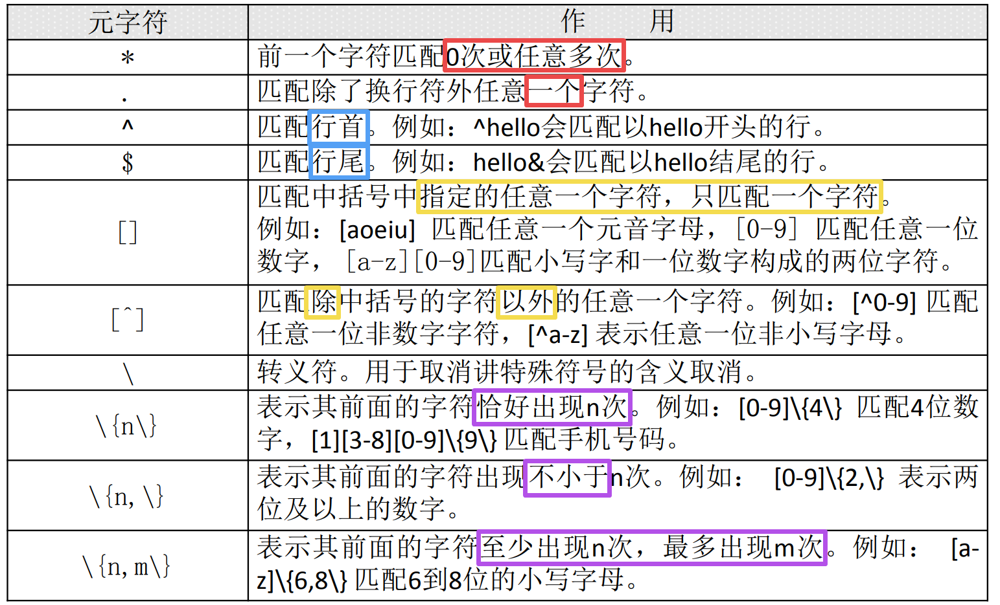 元字符 作 用
* 前一个字符匹配0次或任意多次。
. 匹配除了换行符外任意一个字符。
^ 匹配行首。例如：^hello会匹配以hello开头的行。
$ 匹配行尾。例如：hello&会匹配以hello结尾的行。
匹配中括号中指定的任意一个字符，只匹配一个字符。
[] 例如：[aoeiu] 匹配任意一个元音字母，[0-9] 匹配任意一位
数字， [a-z][0-9]匹配小写字和一位数字构成的两位字符。
匹配除中括号的字符以外的任意一个字符。例如：[^0-9] 匹配
[^] 任意一位非数字字符，[^a-z] 表示任意一位非小写字母。
\ 转义符。用于取消讲特殊符号的含义取消。
表示其前面的字符恰好出现n次。例如：[0-9]\{4\} 匹配4位数
\{n\} 字，[1][3-8][0-9]\{9\} 匹配手机号码。
表示其前面的字符出现不小于n次。例如： [0-9]\{2,\} 表示两
\{n,\} 位及以上的数字。
表示其前面的字符至少出现n次，最多出现m次。例如： [a-
\{n,m\} z]\{6,8\} 匹配6到8位的小写字母。